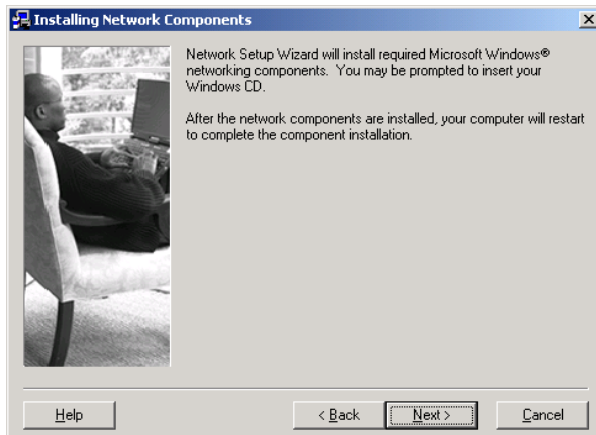 Installing Network Components
Network Setup Wizard will install required Microsoft Windows®
networking components.  You may be prompted to insert your
Windows CD.
After the network components are installed, your computer will restart
to complete the component installation.
Help
< Back
Next >
Cancel